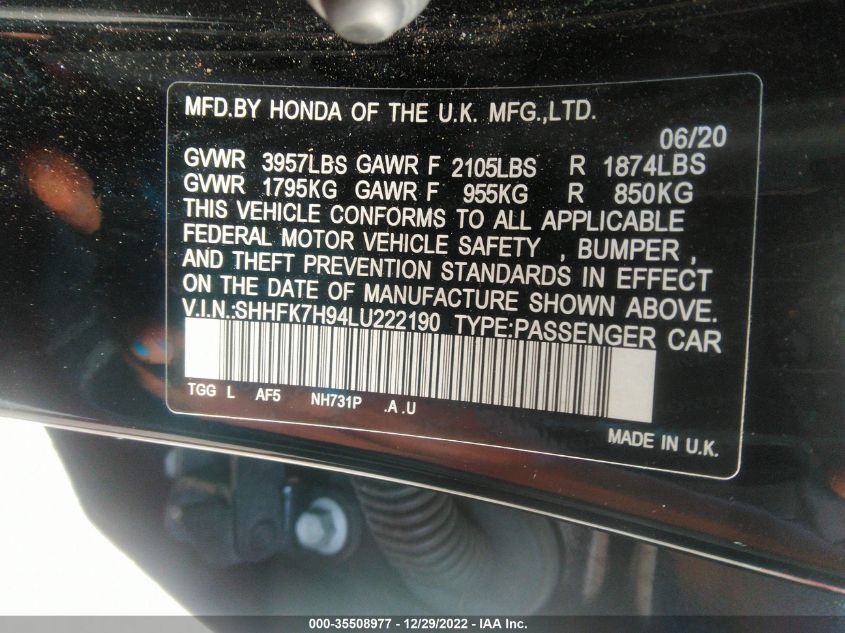 MFD.BY HONDA OF THE U.K. MFG.,LTD.
06/20
GVWR 3957LBS GAWR F 2105LBS R 1874LBS
GVWR 1795KG GAWR F 955KG R 850KG
THIS VEHICLE CONFORMS TO ALL APPLICABLE
FEDERAL MOTOR VEHICLE SAFETY , BUMPER ,
AND THEFT PREVENTION STANDARDS IN EFFECT
ON THE DATE OF MANUFACTURE SHOWN ABOVE.
V.I.N.:SHHFK7H94LU222190 TYPE:PASSENGER CAR
TGG L AF5 NH731P .A .U
MADE IN U.K.
000-35508977 - 12/29/2022 - IAA Inc.